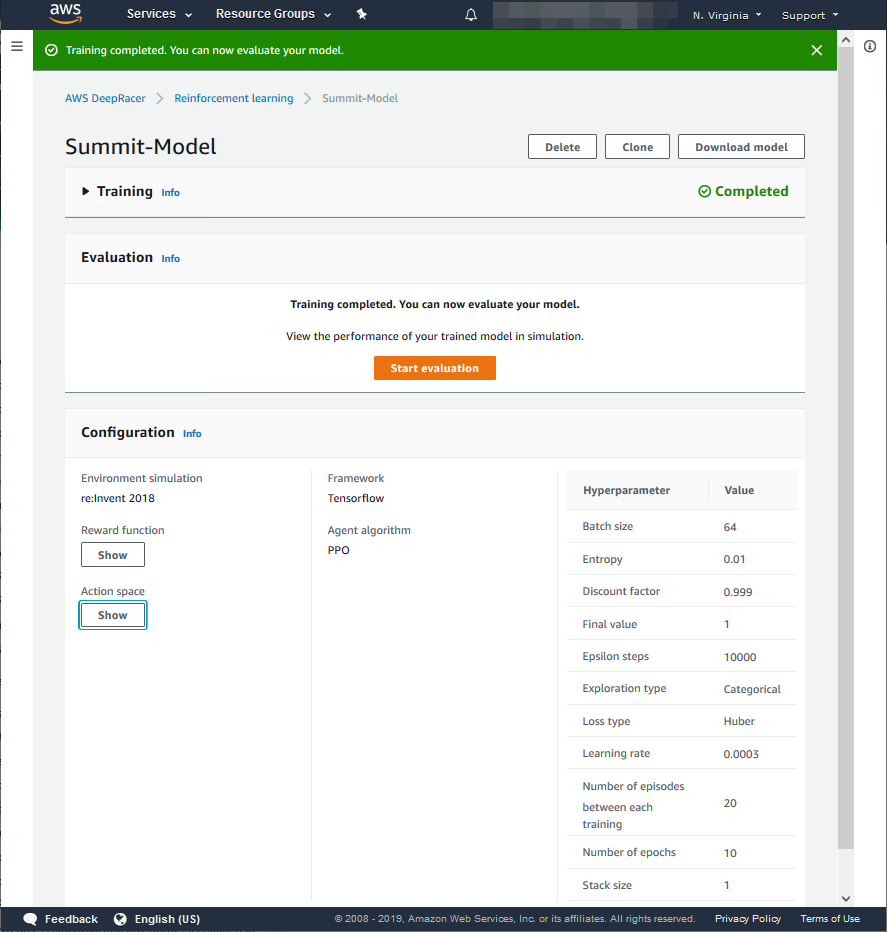 aws
Services
Resource Groups
N. Virginia
Support
Training completed. You can now evaluate your model.
AWS DeepRacer
Reinforcement learning
Summit-Model
Summit-Model
Delete
Clone
Download model
Training Info
Completed
Evaluation Info
Training completed. You can now evaluate your model.
View the performance of your trained model in simulation.
Start evaluation
Configuration Info
Environment simulation
re:Invent 2018
Reward function
Show
Action space
Show
Framework
Tensorflow
Agent algorithm
PPO
Hyperparameter Value
Batch size 64
Entropy 0.01
Discount factor 0.999
Final value 1
Epsilon steps 10000
Exploration type Categorical
Loss type Huber
Learning rate 0.0003
Number of episodes
between each
training
20
Number of epochs 10
Stack size 1
Feedback
English (US)
© 2008 - 2019, Amazon Web Services, Inc. or its affiliates. All rights reserved.
Privacy Policy
Terms of Use